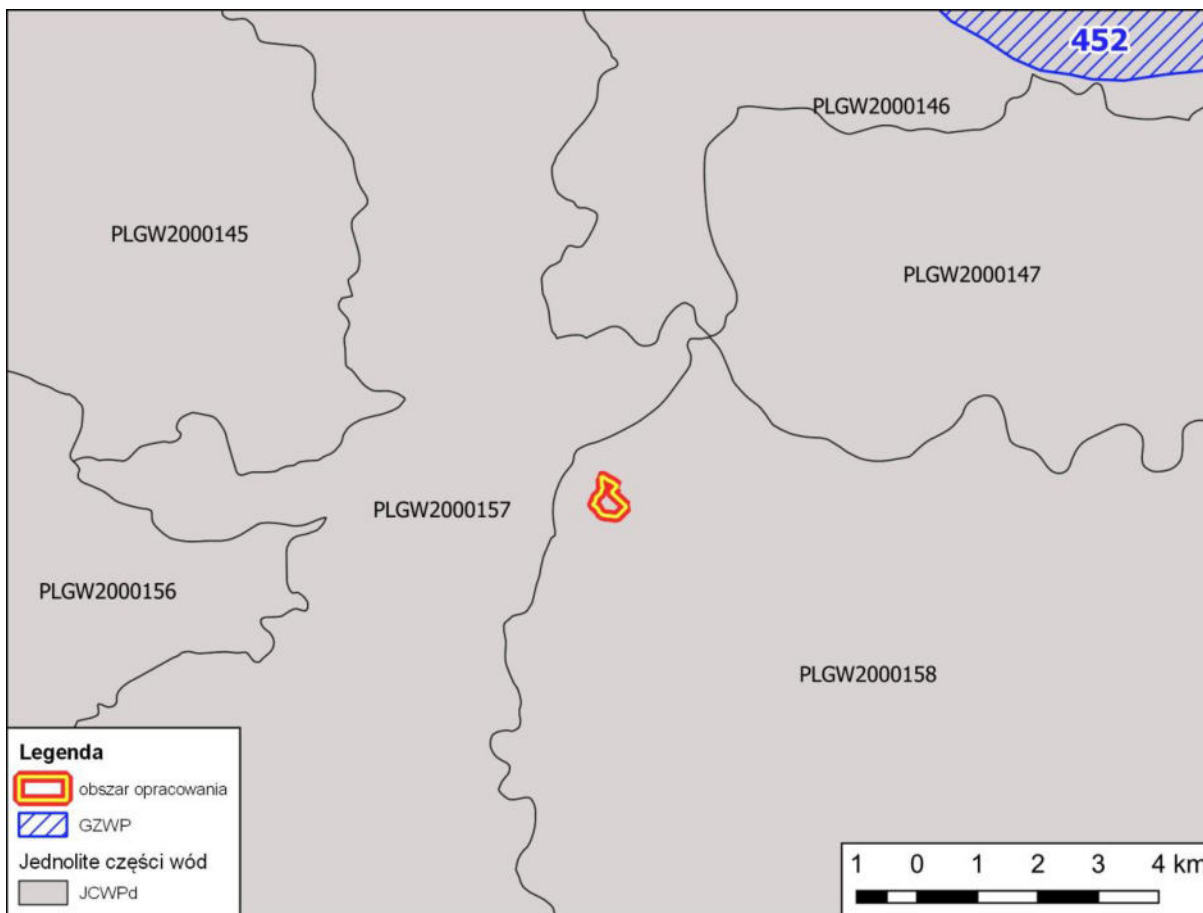 452
PLGW2000146
PLGW2000145
PLGW2000147
PLGW2000157
PLGW2000156
PLGW2000158
Legenda
obszar opracowania
GZWP
Jednolite części wód
JCWPd
1 0 1 2 3 4 km